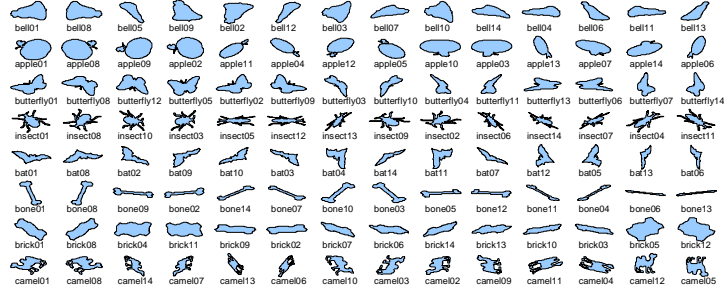 bell01 bell08 bell05 bell09 bell02 bell12 bell03 bell07 bell10 bell14 bell04 bell06 bell11 bell13
apple01 apple08 apple09 apple02 apple11 apple04 apple12 apple05 apple10 apple03 apple13 apple07 apple14 apple06
butterfly01 butterfly08 butterfly12 butterfly05 butterfly02 butterfly09 butterfly03 butterfly10 butterfly04 butterfly11 butterfly13 butterfly06 butterfly07 butterfly14
insect01 insect08 insect10 insect03 insect05 insect12 insect13 insect09 insect02 insect06 insect14 insect07 insect04 insect11
bat01 bat08 bat02 bat09 bat10 bat03 bat04 bat14 bat11 bat07 bat12 bat05 bat13 bat06
bone01 bone08 bone09 bone02 bone14 bone07 bone10 bone03 bone05 bone12 bone11 bone04 bone06 bone13
brick01 brick08 brick04 brick11 brick09 brick02 brick07 brick06 brick14 brick13 brick10 brick03 brick05 brick12
camel01 camel08 camel14 camel07 camel13 camel06 camel10 camel03 camel02 camel09 camel11 camel04 camel12 camel05